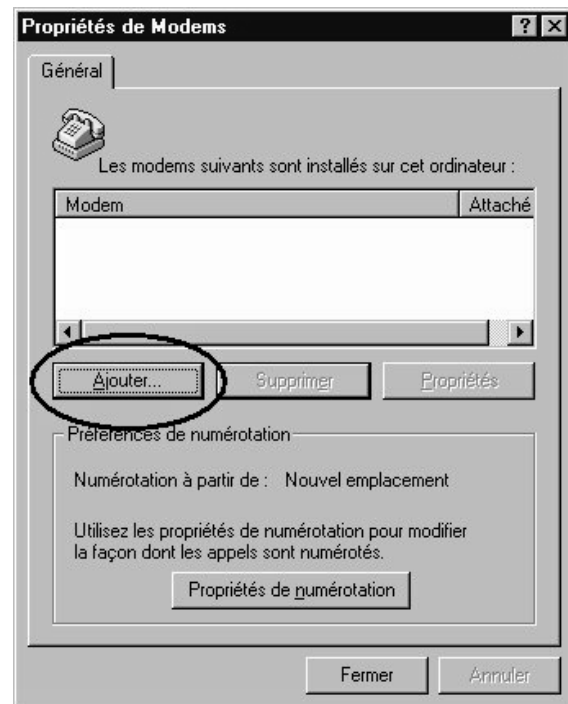 Propriétés de Modems
Général
Les modems suivants sont installés sur cet ordinateur :
Modem Attaché
Ajouter... Supprimer Propriétés
Préférences de numérotation
Numérotation à partir de : Nouvel emplacement
Utilisez les propriétés de numérotation pour modifier
la façon dont les appels sont numérotés.
Propriétés de numérotation
Fermer Annuler